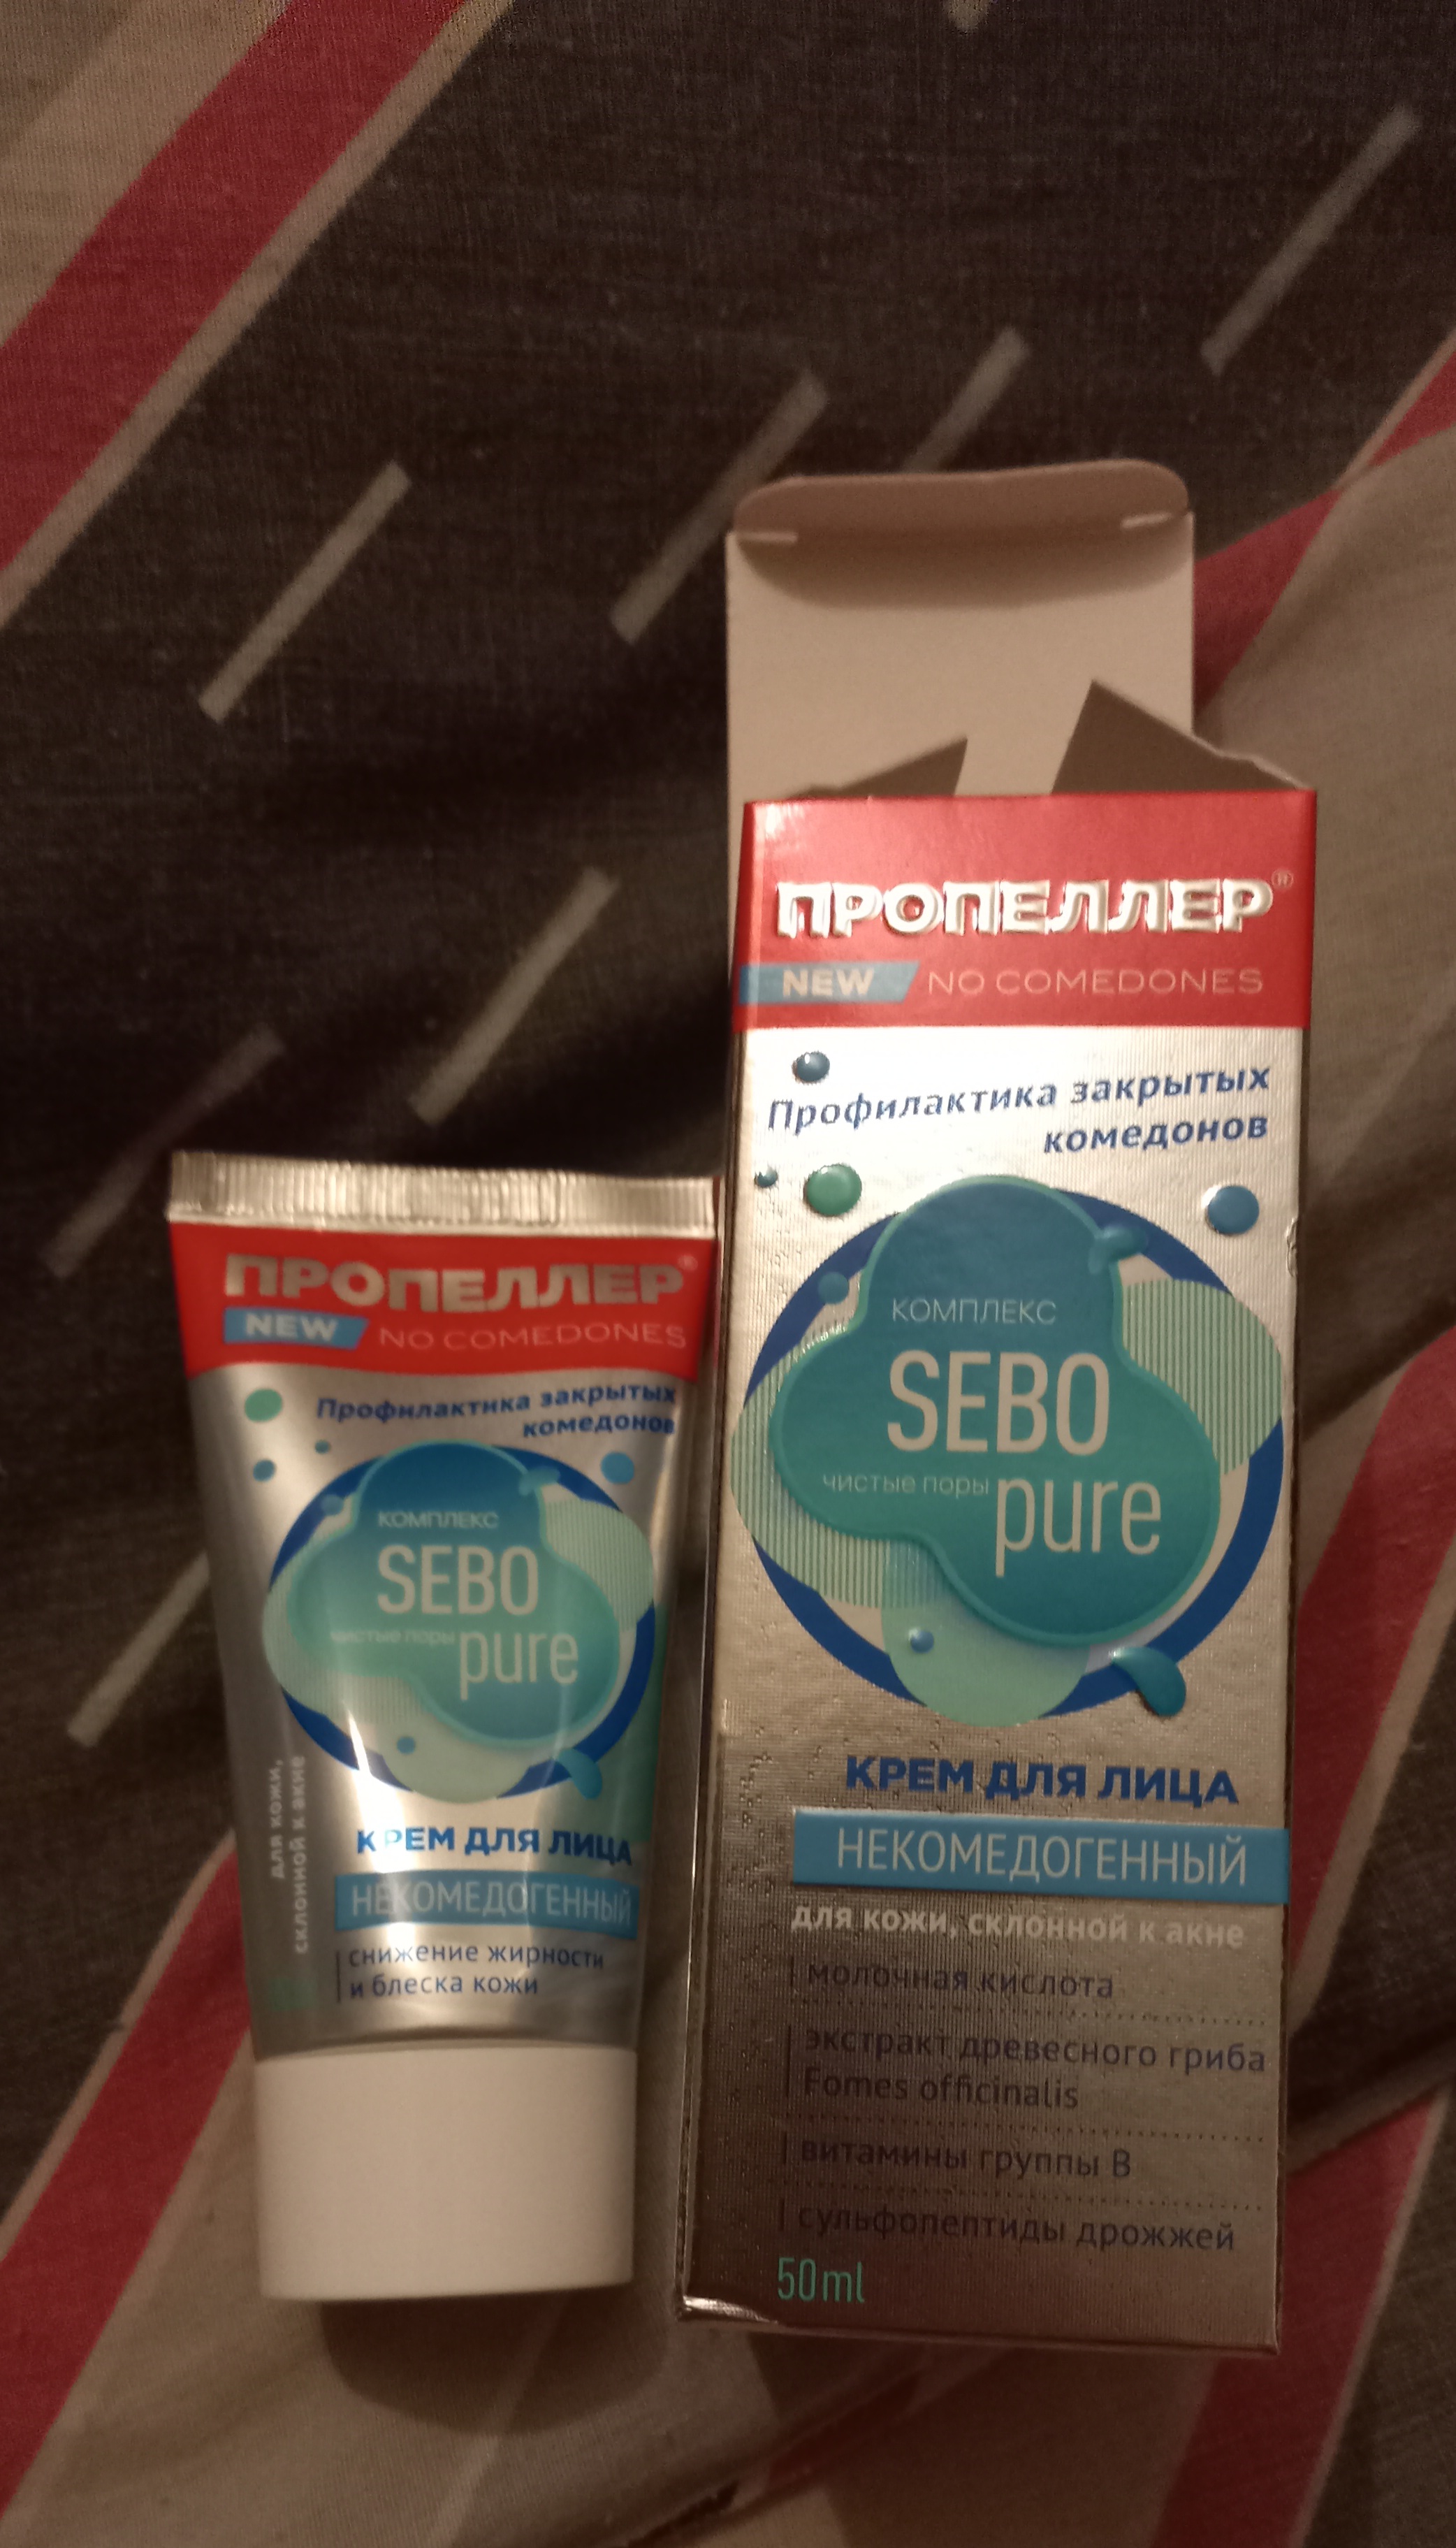 ПРОПЕЛЛЕР®
NEW NO COMEDONES
Профилактика закрытых
комедонов
КОМПЛЕКС
SEBO
чистые поры pure
КРЕМ ДЛЯ ЛИЦА
НЕКОМЕДОГЕННЫЙ
снижение жирности
и блеска кожи
для кожи,
склонной к акне
ПРОПЕЛЛЕР®
NEW NO COMEDONES
Профилактика закрытых
комедонов
КОМПЛЕКС
SEBO
чистые поры pure
КРЕМ ДЛЯ ЛИЦА
НЕКОМЕДОГЕННЫЙ
для кожи, склонной к акне
молочная кислота
экстракт древесного гриба
Fomes officinalis
витамины группы В
сульфопептиды дрожжей
50ml